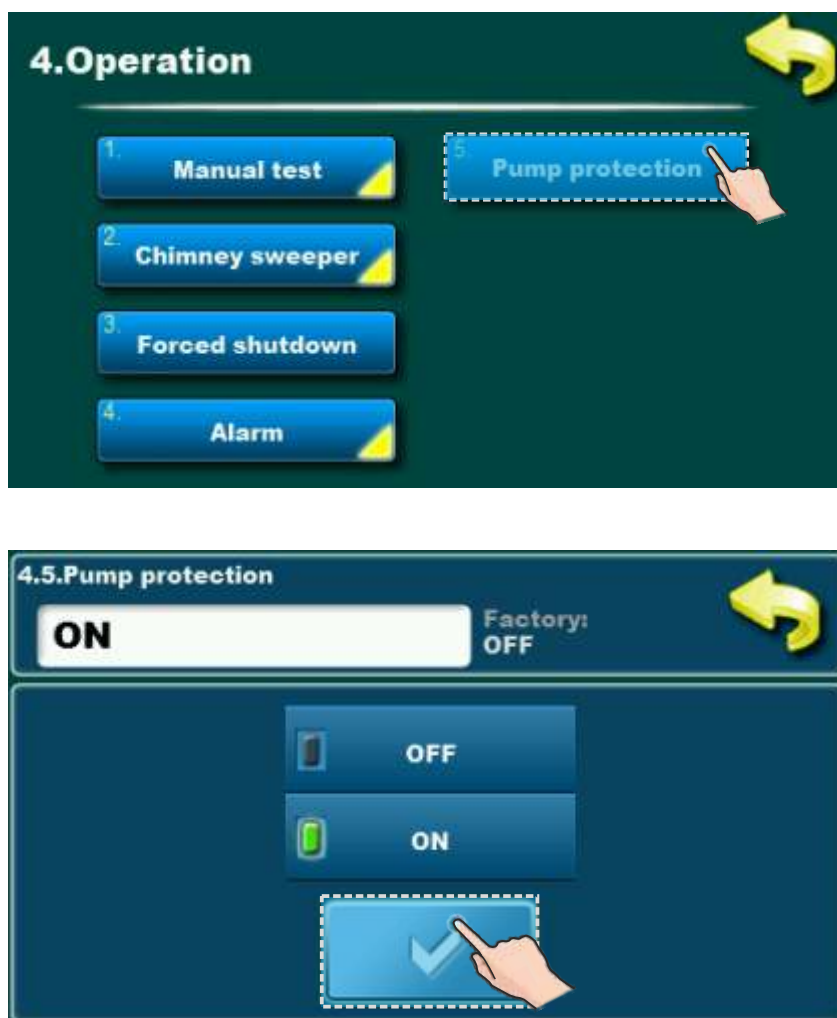 4.Operation
1. Manual test
5. Pump protection
2. Chimney sweeper
3. Forced shutdown
4. Alarm
4.5.Pump protection
ON
Factory:
OFF
OFF
ON